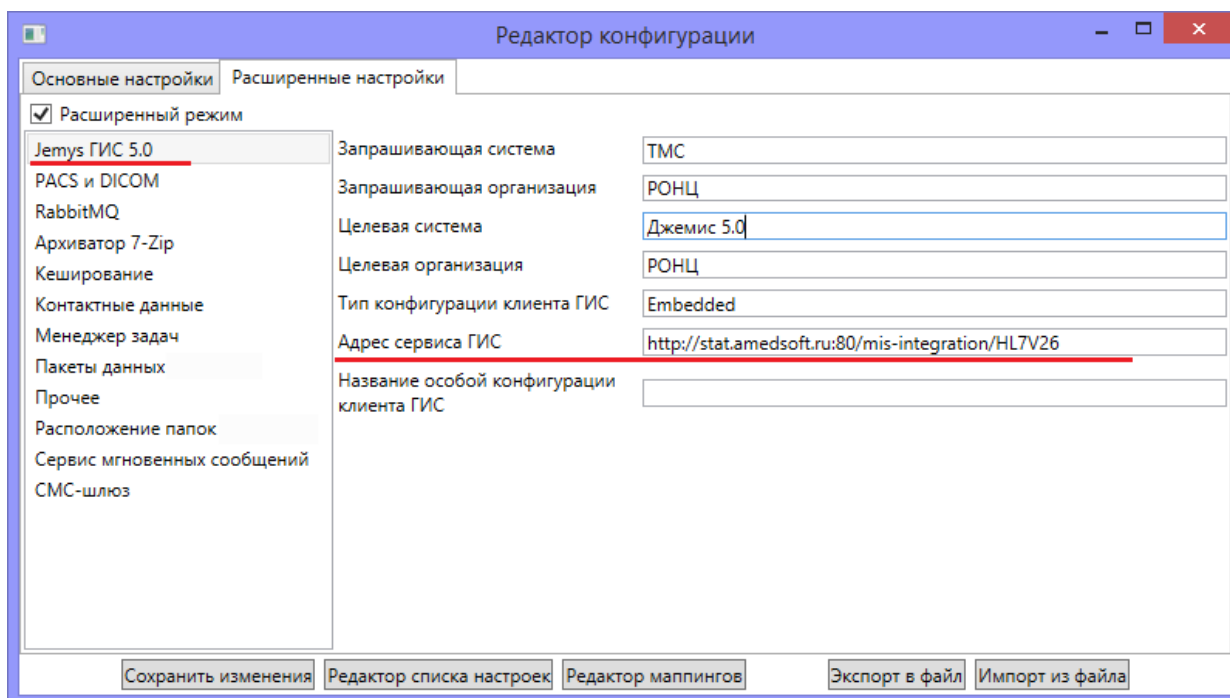 Редактор конфигурации
Основные настройки Расширенные настройки
Расширенный режим
Jemys ГИС 5.0
PACS и DICOM
RabbitMQ
Архиватор 7-Zip
Кеширование
Контактные данные
Менеджер задач
Пакеты данных
Прочее
Расположение папок
Сервис мгновенных сообщений
СМС-шлюз
Запрашивающая система ТМС
Запрашивающая организация РОНЦ
Целевая система Джемис 5.0
Целевая организация РОНЦ
Тип конфигурации клиента ГИС Embedded
Адрес сервиса ГИС http://stat.amedsoft.ru:80/mis-integration/HL7V26
Название особой конфигурации
клиента ГИС
Сохранить изменения Редактор списка настроек Редактор маппингов Экспорт в файл Импорт из файла